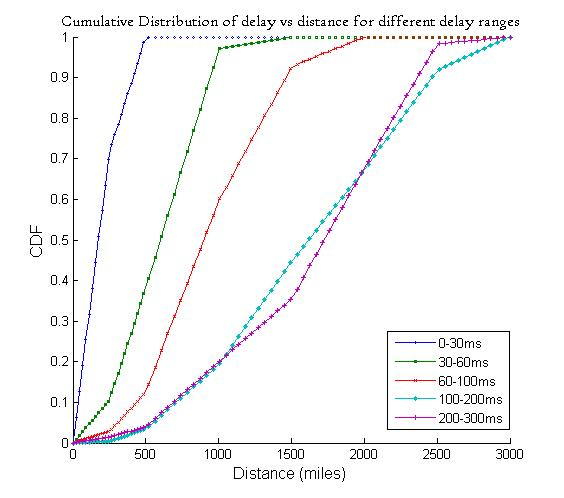 Cumulative Distribution of delay vs distance for different delay ranges
1
0.9
0.8
0.7
0.6
0.5
0.4
0.3
0.2
0.1
0
CDF
0-30ms
30-60ms
60-100ms
100-200ms
200-300ms
0 500 1000 1500 2000 2500 3000
Distance (miles)